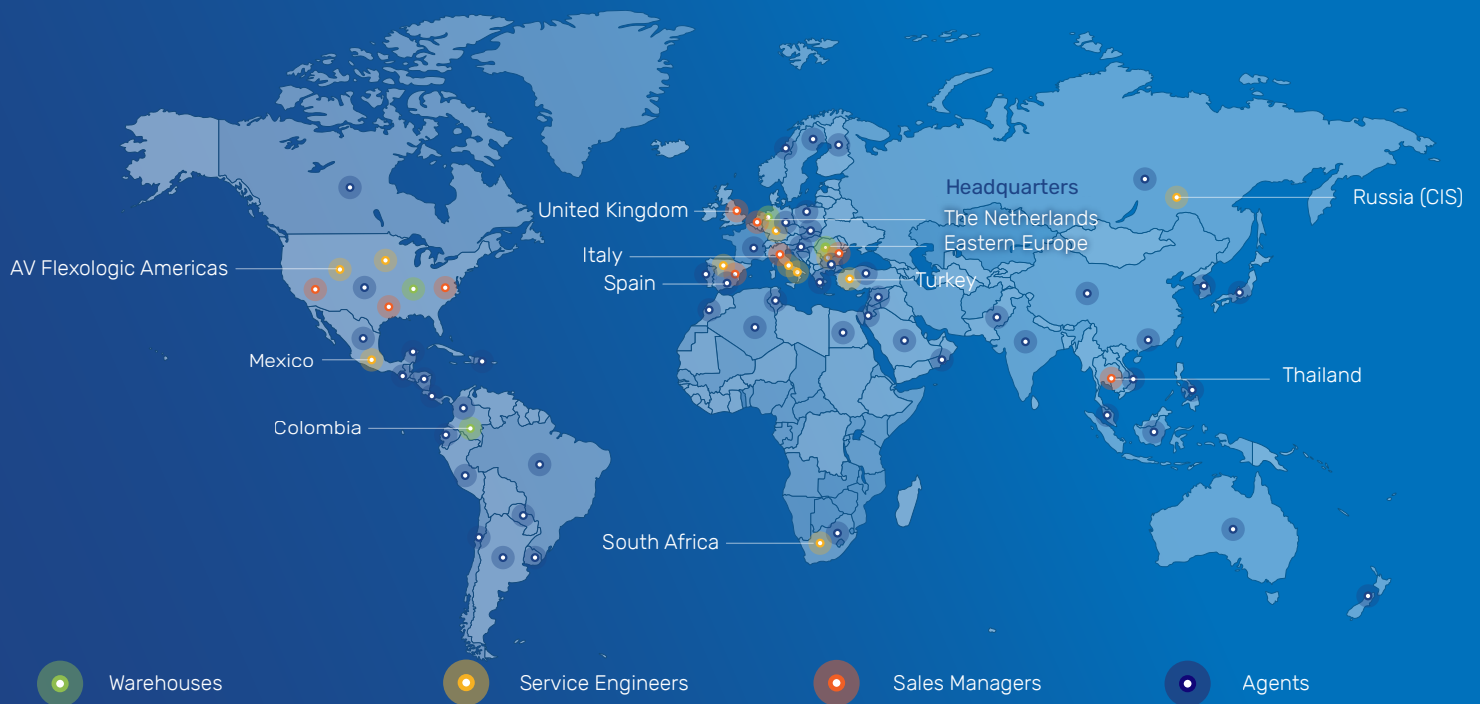 Headquarters
Russia (CIS)
United Kingdom
The Netherlands
Eastern Europe
Italy
AV Flexologic Americas
Spain
Turkey
Mexico
Thailand
Colombia
South Africa
Warehouses
Service Engineers
Sales Managers
Agents